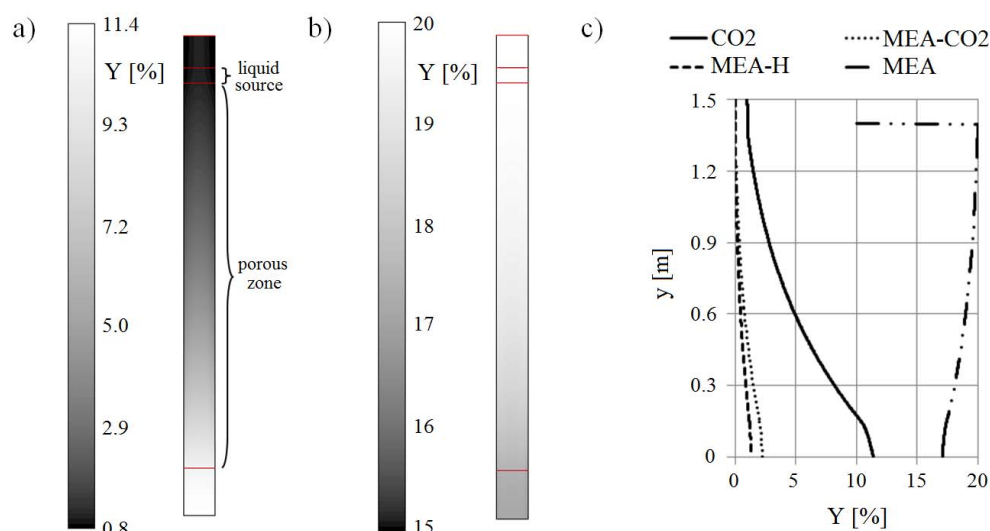 a)
11.4
Y [%]
9.3
7.2
5.0
2.9
0.8
liquid
source
porous
zone
b)
20
Y [%]
19
18
17
16
15
c)
CO2
MEA-CO2
MEA-H
MEA
1.5
1.2
0.9
0.6
0.3
0
y [m]
0
5
10
15
20
Y [%]